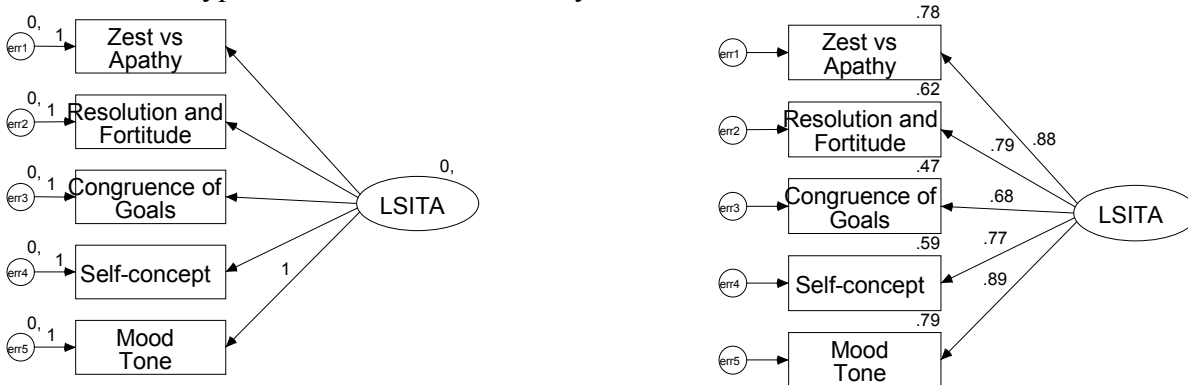 0,
1
err1
Zest vs
Apathy
0,
1
err2
Resolution and
Fortitude
0,
1
err3
Congruence of
Goals
0,
1
err4
Self-concept
0,
1
err5
Mood
Tone
1
0,
LSITA
.78
err1
Zest vs
Apathy
.62
err2
Resolution and
Fortitude
.47
err3
Congruence of
Goals
.59
err4
Self-concept
.79
err5
Mood
Tone
.88
.79
.68
.77
.89
LSITA